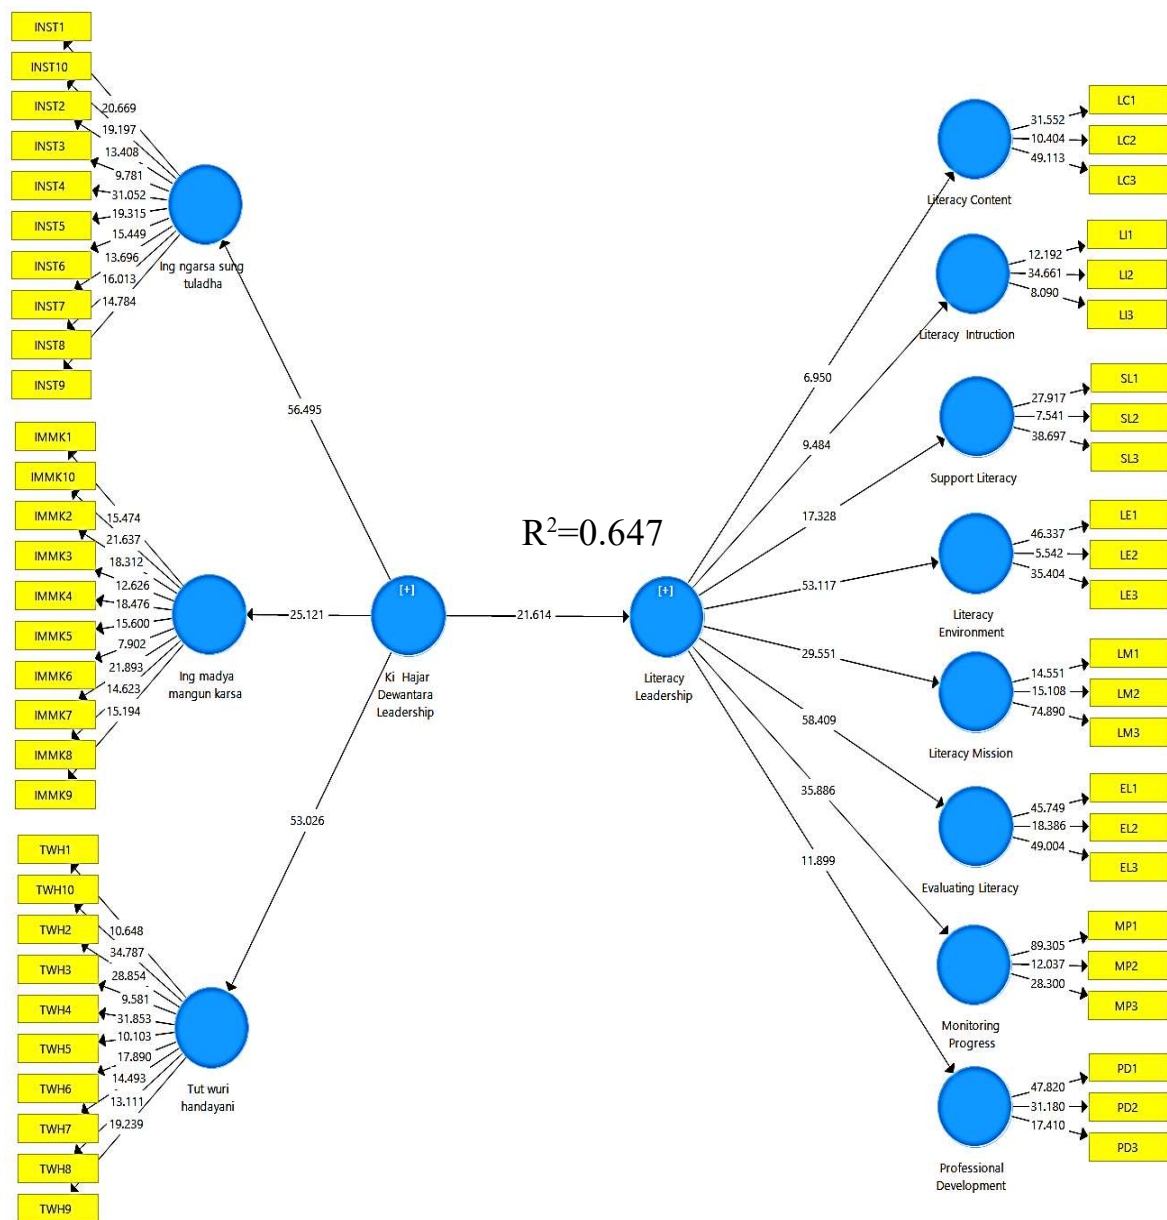 INST1
INST10
INST2
INST3
INST4
INST5
INST6
INST7
INST8
INST9
20.669
19.197
13.408
9.781
31.052
19.315
15.449
13.696
16.013
14.784
Ing ngarsa sung
tuladha
56.495
IMMK1
IMMK10
IMMK2
IMMK3
IMMK4
IMMK5
IMMK6
IMMK7
IMMK8
IMMK9
15.474
21.637
18.312
12.626
18.476
15.600
7.902
21.893
14.623
15.194
Ing madya
mangun karsa
25.121
TWH1
TWH10
TWH2
TWH3
TWH4
TWH5
TWH6
TWH7
TWH8
TWH9
10.648
34.787
28.854
9.581
31.853
10.103
17.890
14.493
13.111
19.239
Tut wuri
handayani
53.026
[+]
Ki Hajar
Dewantara
Leadership
21.614
R²=0.647
[+]
Literacy
Leadership
6.950
9.484
17.328
53.117
29.551
58.409
35.886
11.899
Literacy Content
31.552
10.404
49.113
LC1
LC2
LC3
Literacy Intruction
12.192
34.661
8.090
LI1
LI2
LI3
Support Literacy
27.917
7.541
38.697
SL1
SL2
SL3
Literacy
Environment
46.337
5.542
35.404
LE1
LE2
LE3
Literacy Mission
14.551
15.108
74.890
LM1
LM2
LM3
Evaluating Literacy
45.749
18.386
49.004
EL1
EL2
EL3
Monitoring
Progress
89.305
12.037
28.300
MP1
MP2
MP3
Professional
Development
47.820
31.180
17.410
PD1
PD2
PD3